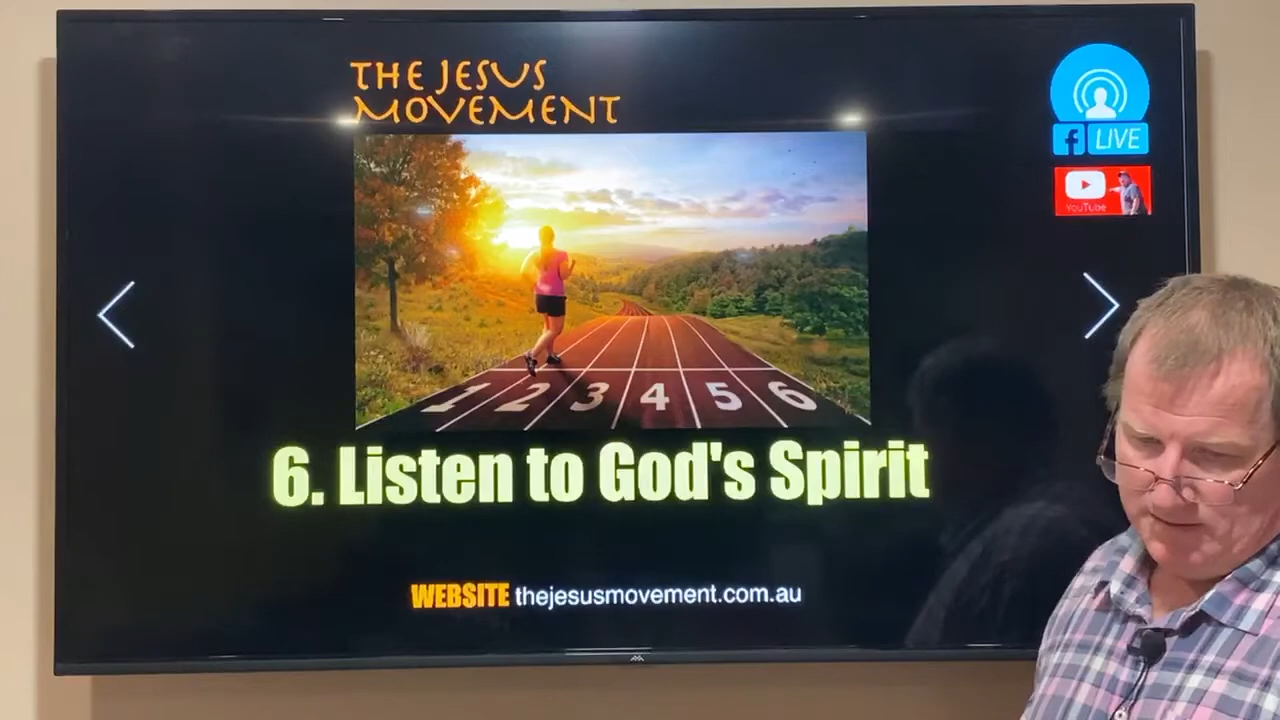 THE JESUS
MOVEMENT
f LIVE
YouTube
1 2 3 4 5 6
6. Listen to God's Spirit
WEBSITE thejesusmovement.com.au